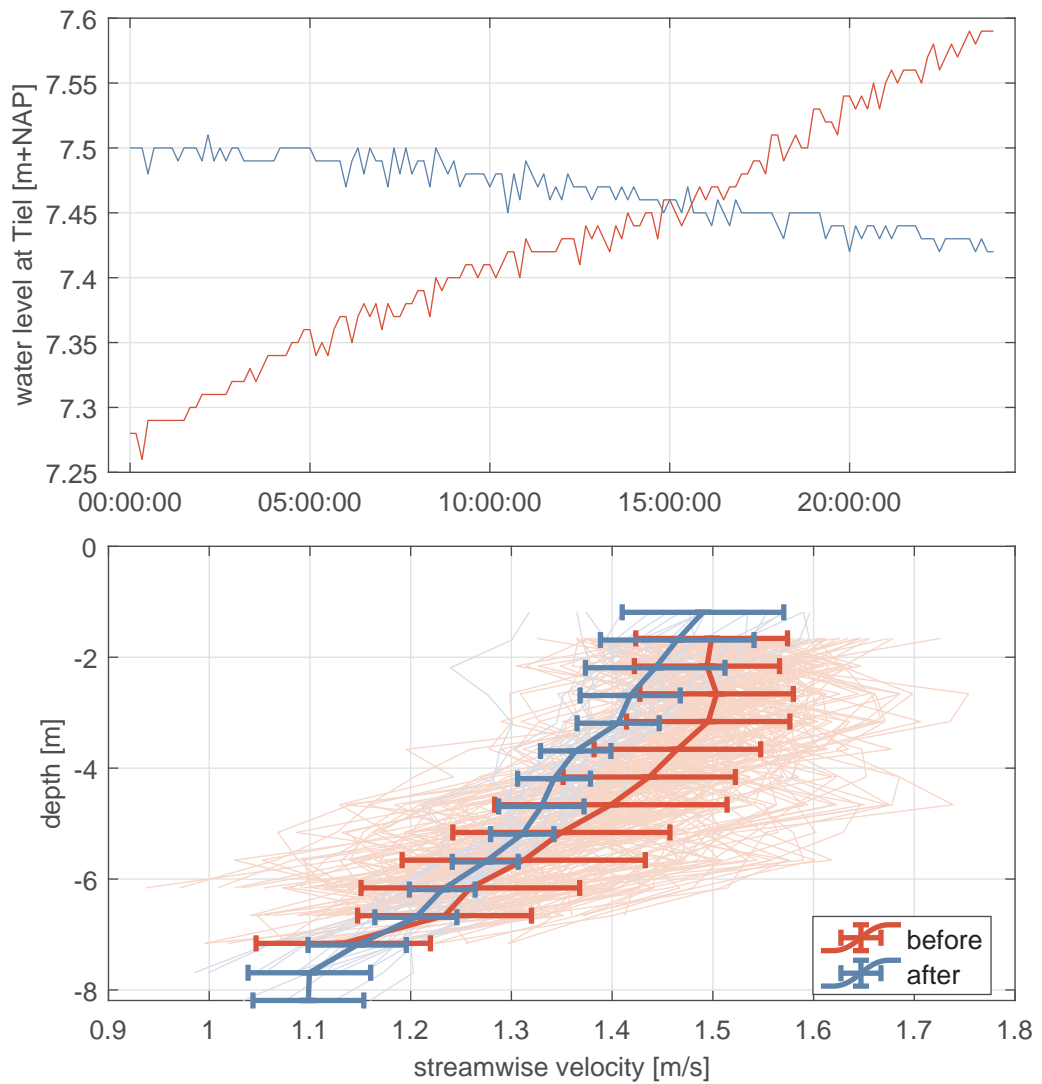 7.6
7.55
7.5
7.45
7.4
7.35
7.3
7.25
water level at Tiel [m+NAP]
00:00:00 05:00:00 10:00:00 15:00:00 20:00:00
0
-2
-4
-6
-8
depth [m]
before
after
0.9 1 1.1 1.2 1.3 1.4 1.5 1.6 1.7 1.8
streamwise velocity [m/s]